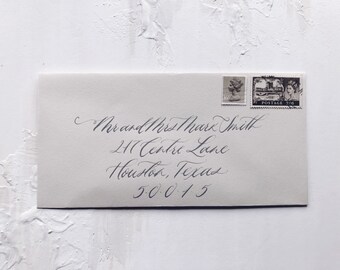 Mr and Mrs Mark Smith
211 Centre Lane
Houston, Texas
50015
POSTAGE